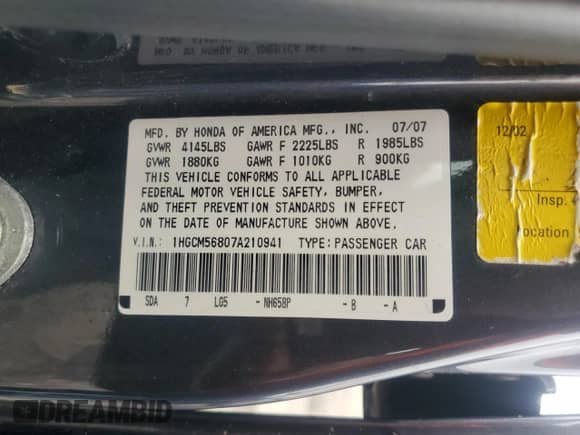 MFD. BY HONDA OF AMERICA MFG., INC. 07/07
GVWR 4145LBS GAWR F 2225LBS R 1985LBS
GVWR 1880KG GAWR F 1010KG R 900KG
THIS VEHICLE CONFORMS TO ALL APPLICABLE
FEDERAL MOTOR VEHICLE SAFETY, BUMPER,
AND THEFT PREVENTION STANDARDS IN EFFECT
ON THE DATE OF MANUFACTURE SHOWN ABOVE.
V.I.N.: 1HGCM56807A210941 TYPE: PASSENGER CAR
SDA 7 LG5 -NH658P -B -A
12/02
Insp.
location
DREAMBID